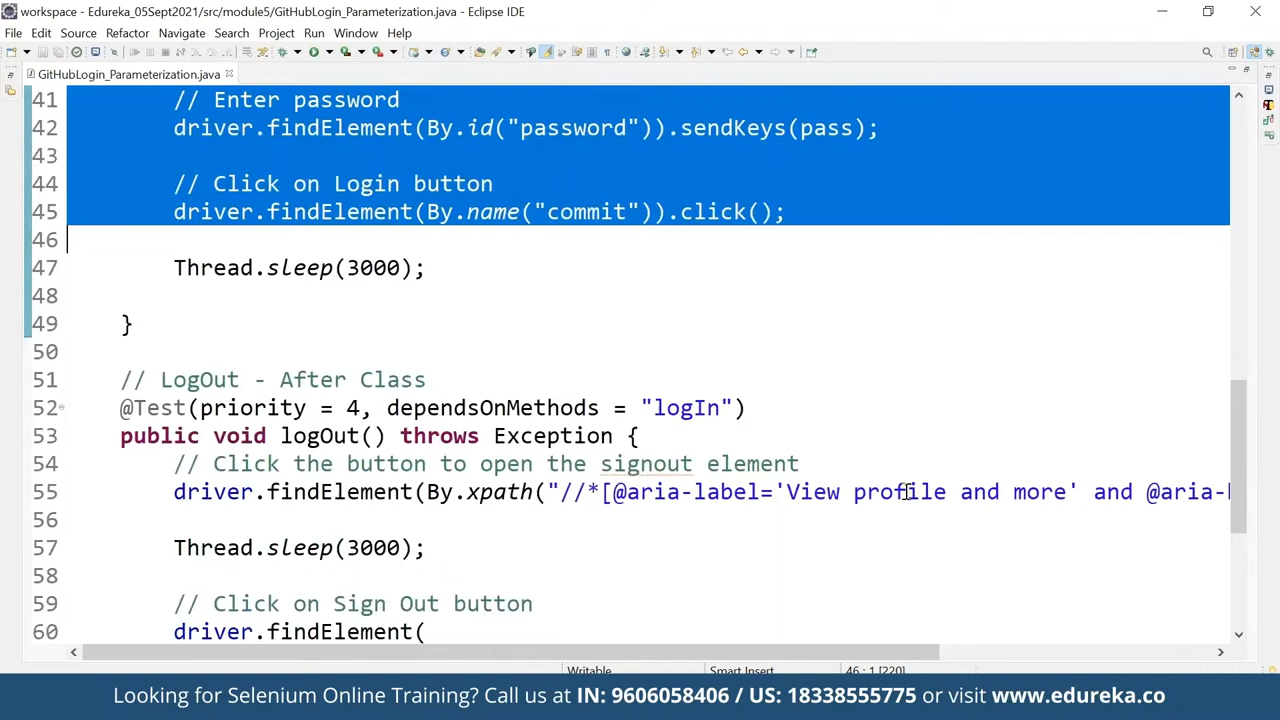 workspace - Edureka_05Sept2021/src/module5/GitHubLogin_Parameterization.java - Eclipse IDE
File Edit Source Refactor Navigate Search Project Run Window Help
GitHubLogin_Parameterization.java
41 // Enter password
42 driver.findElement(By.id("password")).sendKeys(pass);
43
44 // Click on Login button
45 driver.findElement(By.name("commit")).click();
46
47 Thread.sleep(3000);
48
49 }
50
51 // LogOut - After Class
52 @Test(priority = 4, dependsOnMethods = "logIn")
53 public void logOut() throws Exception {
54 // Click the button to open the signout element
55 driver.findElement(By.xpath("//*[@aria-label='View profile and more' and @aria-
56
57 Thread.sleep(3000);
58
59 // Click on Sign Out button
60 driver.findElement(
Writable Smart Insert 46 : 1 [220]
Looking for Selenium Online Training? Call us at IN: 9606058406 / US: 18338555775 or visit www.edureka.co